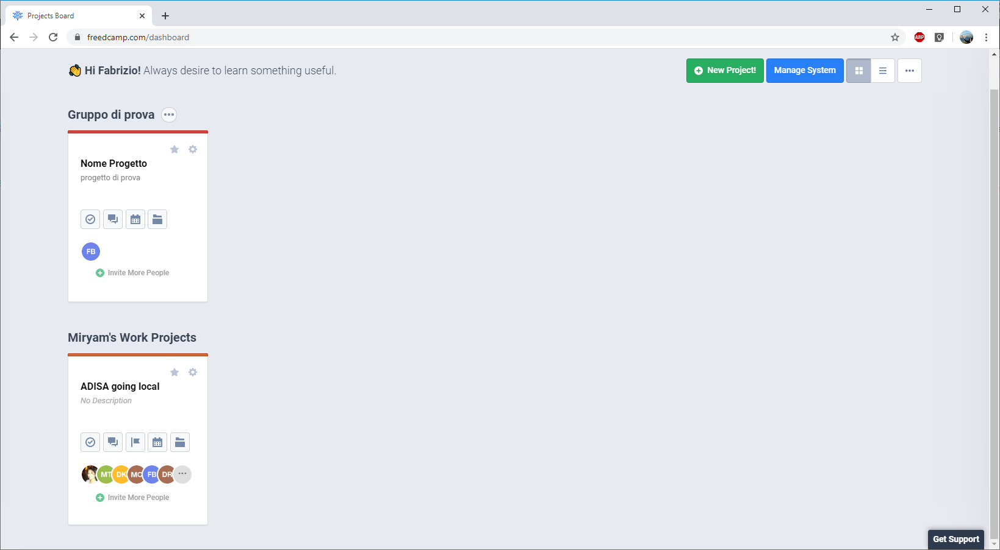 Projects Board
freedcamp.com/dashboard
ABP
Hi Fabrizio! Always desire to learn something useful.
New Project!
Manage System
Gruppo di prova
Nome Progetto
progetto di prova
FB
Invite More People
Miryam's Work Projects
ADISA going local
No Description
MT DK MC FB DR
Invite More People
Get Support